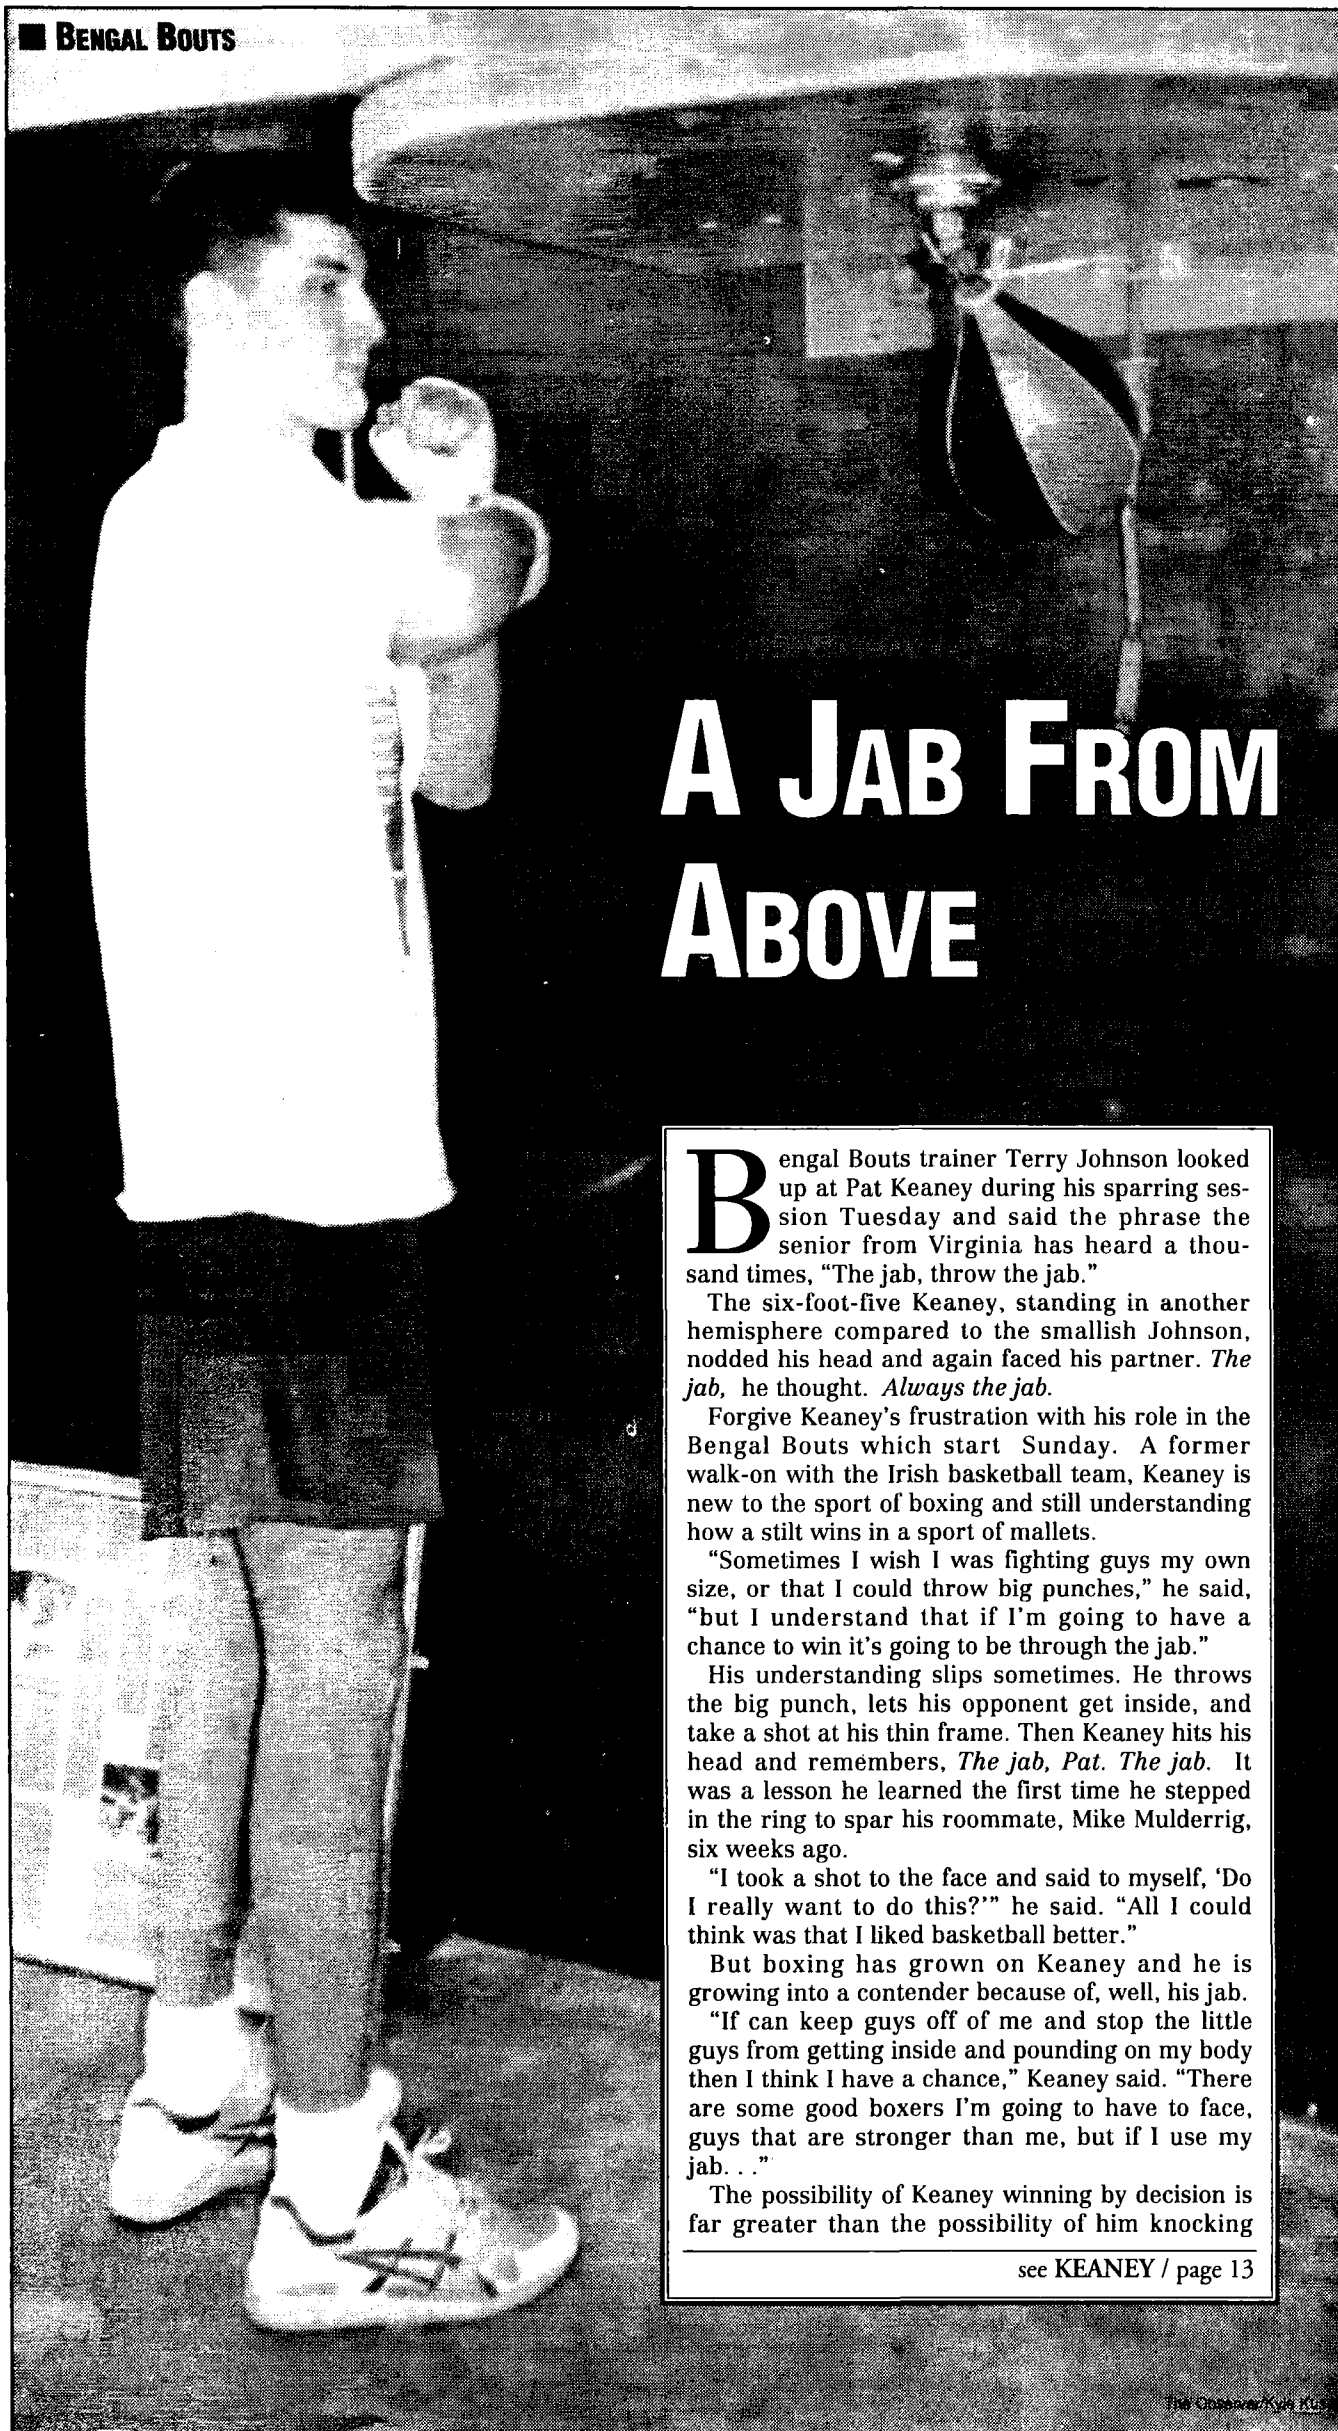 ■ BENGAL BOUTS
A JAB FROM
ABOVE
Bengal Bouts trainer Terry Johnson looked
up at Pat Keaney during his sparring ses-
sion Tuesday and said the phrase the
senior from Virginia has heard a thou-
sand times, “The jab, throw the jab.”
The six-foot-five Keaney, standing in another
hemisphere compared to the smallish Johnson,
nodded his head and again faced his partner. The
jab, he thought. Always the jab.
Forgive Keaney’s frustration with his role in the
Bengal Bouts which start Sunday. A former
walk-on with the Irish basketball team, Keaney is
new to the sport of boxing and still understanding
how a stilt wins in a sport of mallets.
“Sometimes I wish I was fighting guys my own
size, or that I could throw big punches,” he said,
“but I understand that if I’m going to have a
chance to win it’s going to be through the jab.”
His understanding slips sometimes. He throws
the big punch, lets his opponent get inside, and
take a shot at his thin frame. Then Keaney hits his
head and remembers, The jab, Pat. The jab. It
was a lesson he learned the first time he stepped
in the ring to spar his roommate, Mike Mulderrig,
six weeks ago.
“I took a shot to the face and said to myself, ‘Do
I really want to do this?’” he said. “All I could
think was that I liked basketball better.”
But boxing has grown on Keaney and he is
growing into a contender because of, well, his jab.
“If can keep guys off of me and stop the little
guys from getting inside and pounding on my body
then I think I have a chance,” Keaney said. “There
are some good boxers I’m going to have to face,
guys that are stronger than me, but if I use my
jab. . .”
The possibility of Keaney winning by decision is
far greater than the possibility of him knocking
see KEANEY / page 13
The Observer/Kyle